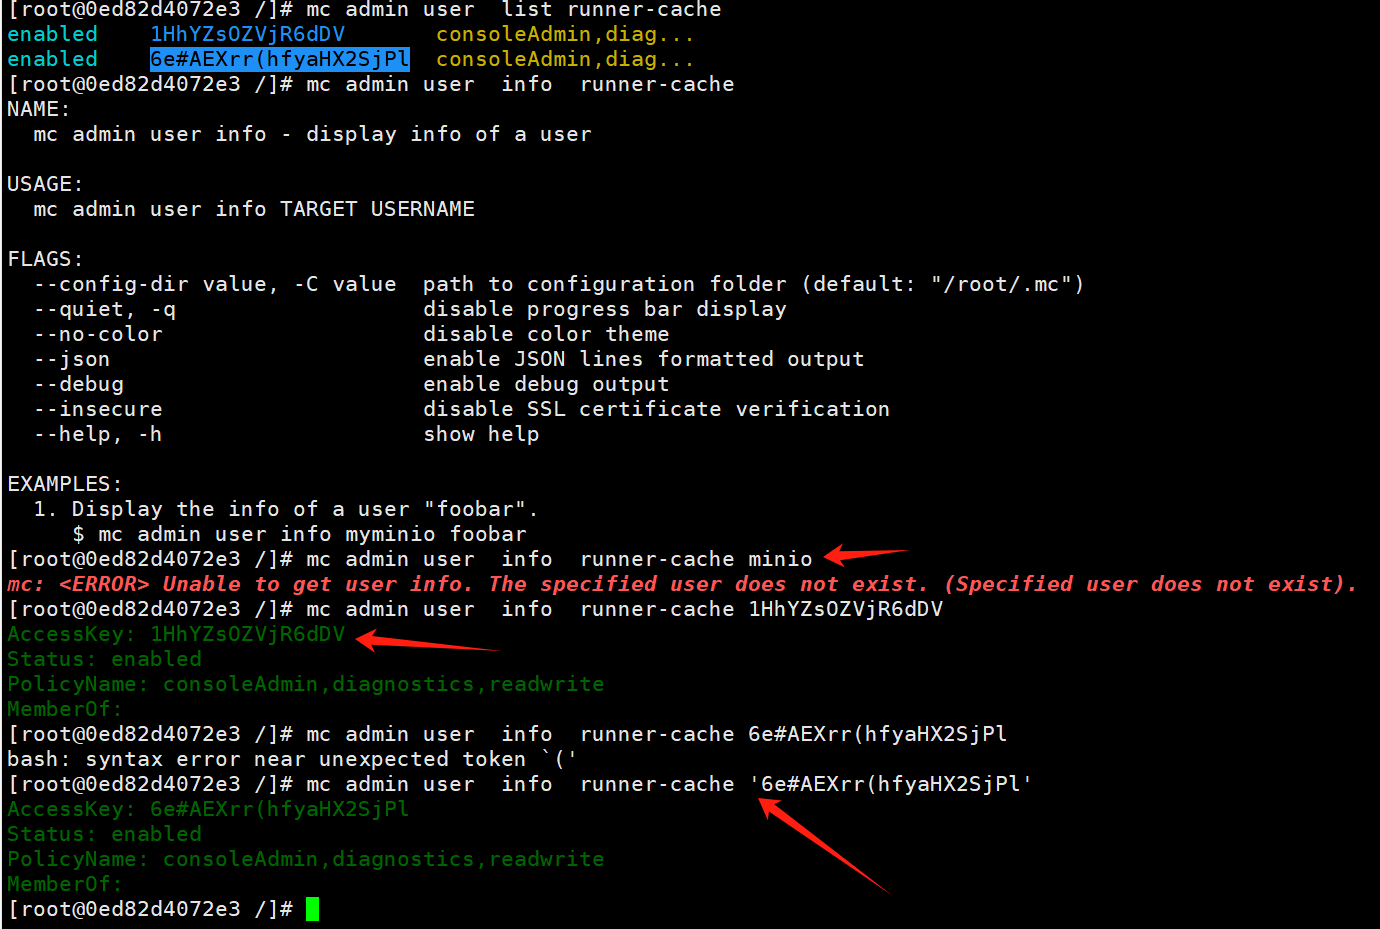 [root@0ed82d4072e3 /]# mc admin user  list runner-cache
enabled    1HhYZsOZVjR6dDV       consoleAdmin,diag...
enabled    6e#AEXrr(hfyaHX2SjPl  consoleAdmin,diag...
[root@0ed82d4072e3 /]# mc admin user  info  runner-cache
NAME:
  mc admin user info - display info of a user
USAGE:
  mc admin user info TARGET USERNAME
FLAGS:
  --config-dir value, -C value  path to configuration folder (default: "/root/.mc")
  --quiet, -q                   disable progress bar display
  --no-color                    disable color theme
  --json                        enable JSON lines formatted output
  --debug                       enable debug output
  --insecure                    disable SSL certificate verification
  --help, -h                    show help
EXAMPLES:
  1. Display the info of a user "foobar".
     $ mc admin user info myminio foobar
[root@0ed82d4072e3 /]# mc admin user  info  runner-cache minio
mc: <ERROR> Unable to get user info. The specified user does not exist. (Specified user does not exist).
[root@0ed82d4072e3 /]# mc admin user  info  runner-cache 1HhYZsOZVjR6dDV
AccessKey: 1HhYZsOZVjR6dDV
Status: enabled
PolicyName: consoleAdmin,diagnostics,readwrite
MemberOf:
[root@0ed82d4072e3 /]# mc admin user  info  runner-cache 6e#AEXrr(hfyaHX2SjPl
bash: syntax error near unexpected token `('
[root@0ed82d4072e3 /]# mc admin user  info  runner-cache '6e#AEXrr(hfyaHX2SjPl'
AccessKey: 6e#AEXrr(hfyaHX2SjPl
Status: enabled
PolicyName: consoleAdmin,diagnostics,readwrite
MemberOf:
[root@0ed82d4072e3 /]#